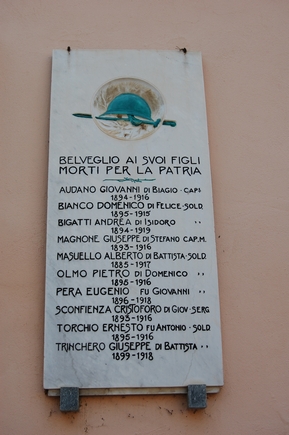 BELVEGLIO AI SVOI FIGLI
MORTI PER LA PATRIA
AUDANO GIOVANNI DI BIAGIO · CAP.
1894-1916
BIANCO DOMENICO DI FELICE · SOLD.
1895-1915
BIGATTI ANDREA DI ISIDORO "
1894-1919
MAGNONE GIUSEPPE DI STEFANO CAP.M.
1893-1916
MASUELLO ALBERTO DI BATTISTA · SOLD.
1885-1917
OLMO PIETRO DI DOMENICO "
1898-1916
PERA EUGENIO FU GIOVANNI "
1896-1918
SCONFIENZA CRISTOFORO DI GIOV · SERG.
1893-1916
TORCHIO ERNESTO FU ANTONIO · SOLD.
1895-1916
TRINCHERO GIUSEPPE DI BATTISTA "
1899-1918